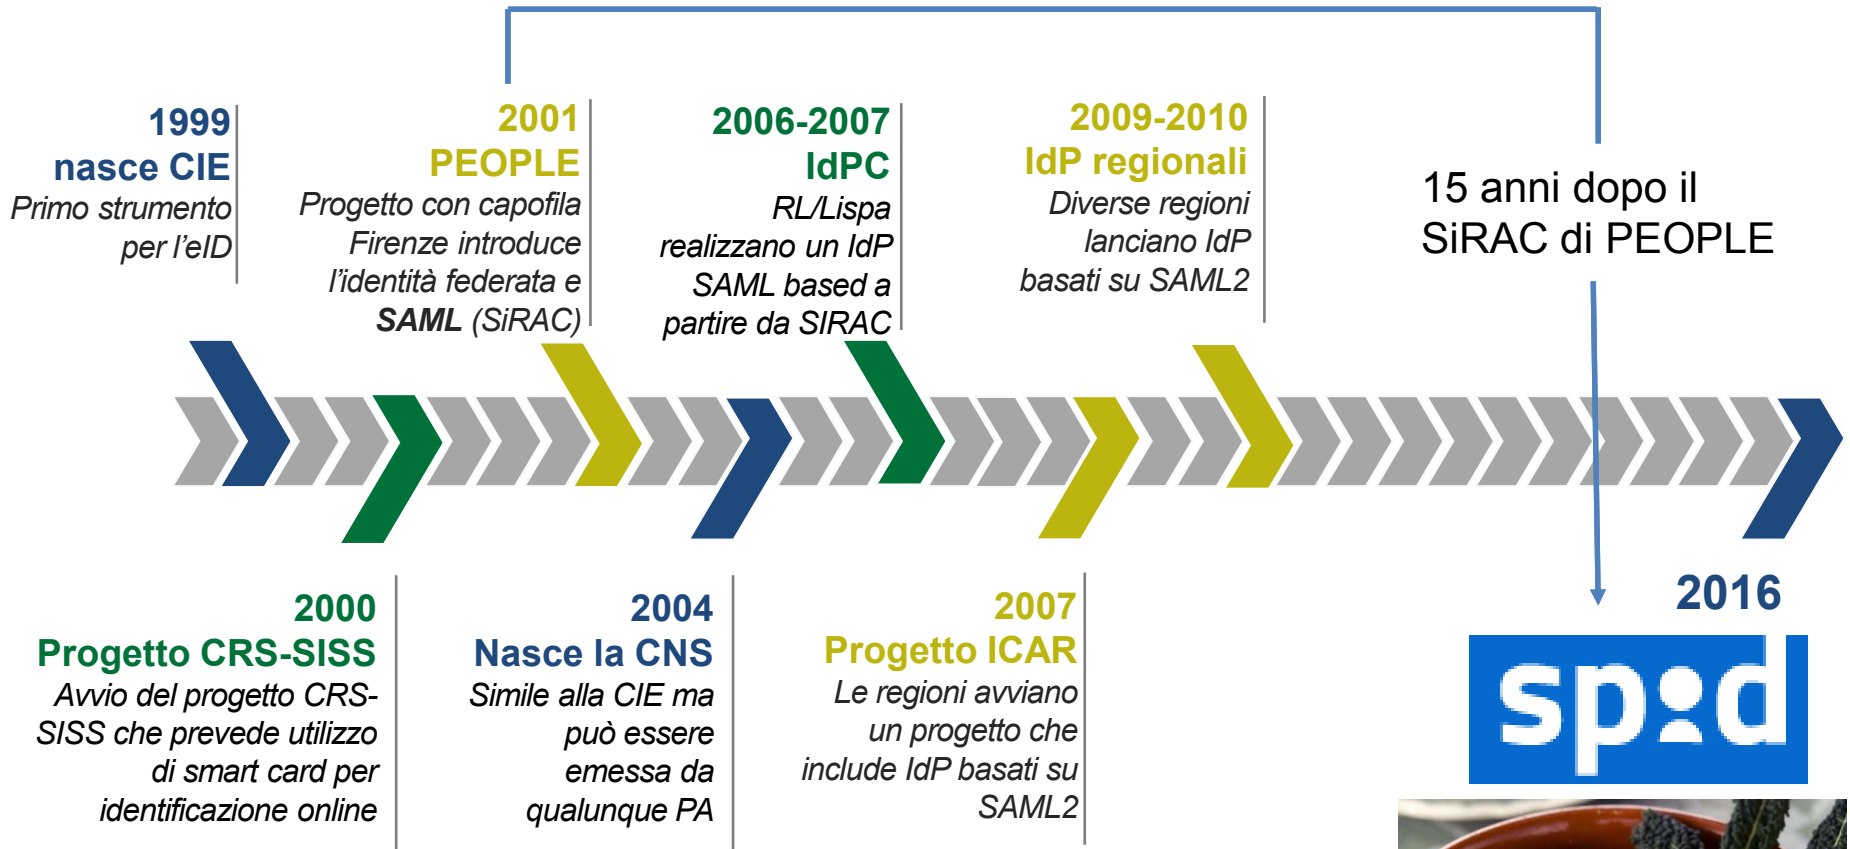 1999
nasce CIE
Primo strumento
per l'eID
2001
PEOPLE
Progetto con capofila
Firenze introduce
l'identità federata e
SAML (SiRAC)
2006-2007
IdPC
RL/Lispa
realizzano un IdP
SAML based a
partire da SIRAC
2009-2010
IdP regionali
Diverse regioni
lanciano IdP
basati su SAML2
15 anni dopo il
SiRAC di PEOPLE
2000
Progetto CRS-SISS
Avvio del progetto CRS-
SISS che prevede utilizzo
di smart card per
identificazione online
2004
Nasce la CNS
Simile alla CIE ma
può essere
emessa da
qualunque PA
2007
Progetto ICAR
Le regioni avviano
un progetto che
include IdP basati su
SAML2
2016
spid